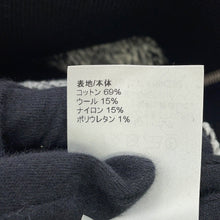 表地/本体
コットン 69%
ウール 15%
ナイロン 15%
ポリウレタン 1%